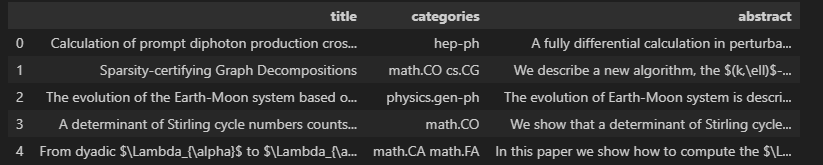 title categories abstract
0 Calculation of prompt diphoton production cros... hep-ph A fully differential calculation in perturba...
1 Sparsity-certifying Graph Decompositions math.CO cs.CG We describe a new algorithm, the $(k,\ell)$-...
2 The evolution of the Earth-Moon system based o... physics.gen-ph The evolution of Earth-Moon system is descri...
3 A determinant of Stirling cycle numbers counts... math.CO We show that a determinant of Stirling cycle...
4 From dyadic $\Lambda_{\alpha}$ to $\Lambda_{\a... math.CA math.FA In this paper we show how to compute the $\L...